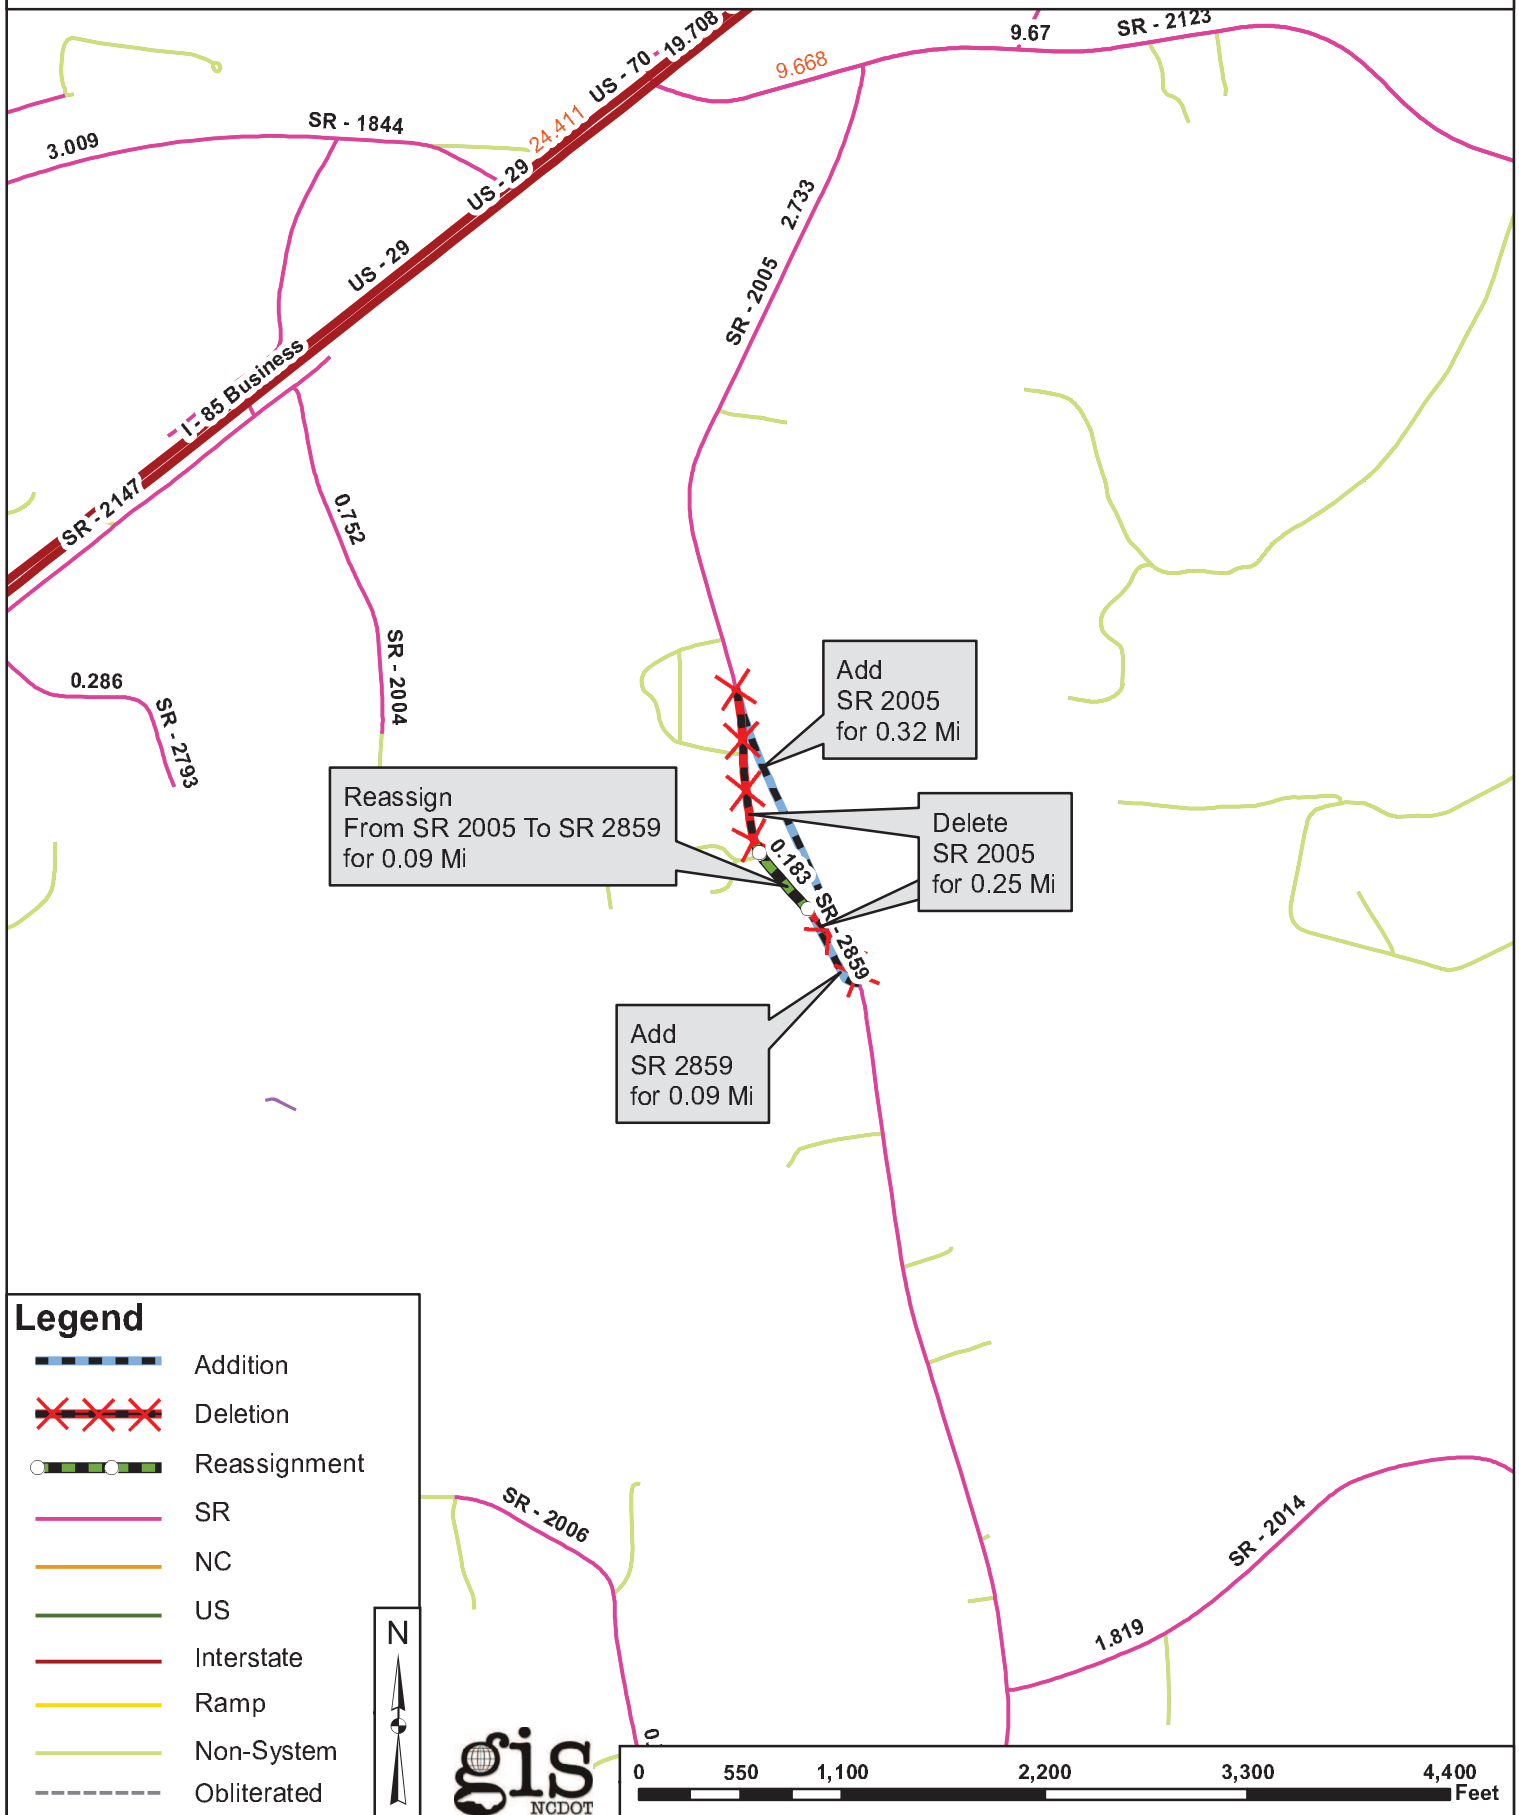 SR - 2123
9.67
US - 70
19.708
9.668
SR - 1844
3.009
24.411
US - 29
US - 29
2.733
SR - 2005
I - 85 Business
SR - 2147
0.752
SR - 2004
0.286
SR - 2793
Add
SR 2005
for 0.32 Mi
Reassign
From SR 2005 To SR 2859
for 0.09 Mi
Delete
SR 2005
for 0.25 Mi
0.183
SR - 2859
Add
SR 2859
for 0.09 Mi
SR - 2006
SR - 2014
1.819
Legend
Addition
Deletion
Reassignment
SR
NC
US
Interstate
Ramp
Non-System
Obliterated
N
gis
NCDOT
0 550 1,100 2,200 3,300 4,400
Feet